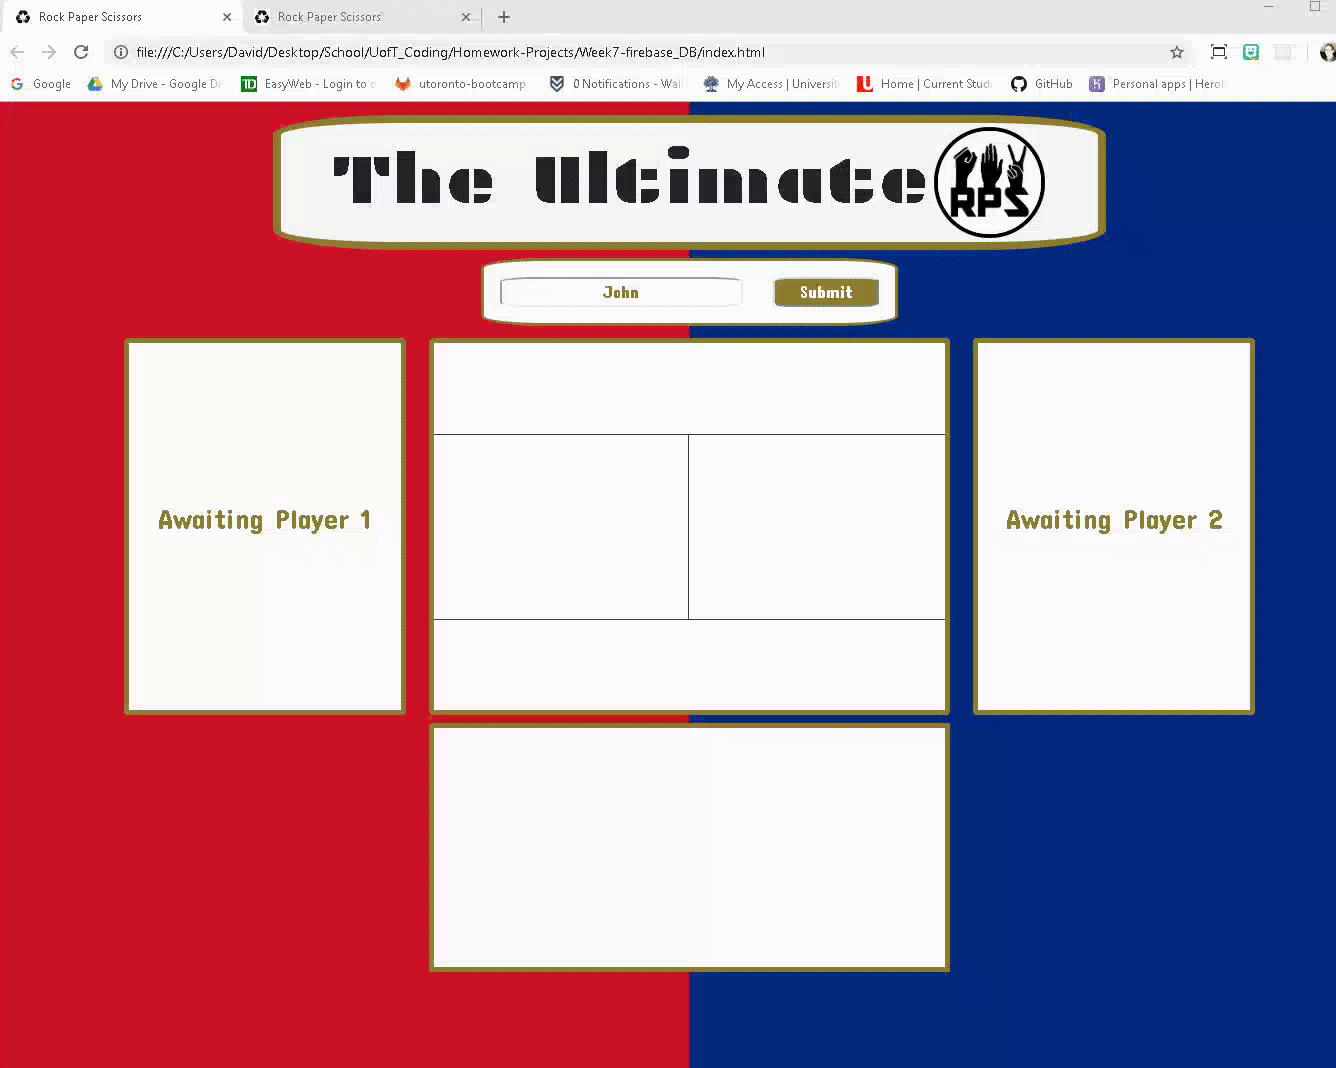 Rock Paper Scissors
Rock Paper Scissors
file:///C:/Users/David/Desktop/School/UofT_Coding/Homework-Projects/Week7-firebase_DB/index.html
Google
My Drive - Google Dr
EasyWeb - Login to e
utoronto-bootcamp
0 Notifications - Wall
My Access | Universit
Home | Current Stud
GitHub
Personal apps | Hero
The Ultimate
RPS
John
Submit
Awaiting Player 1
Awaiting Player 2